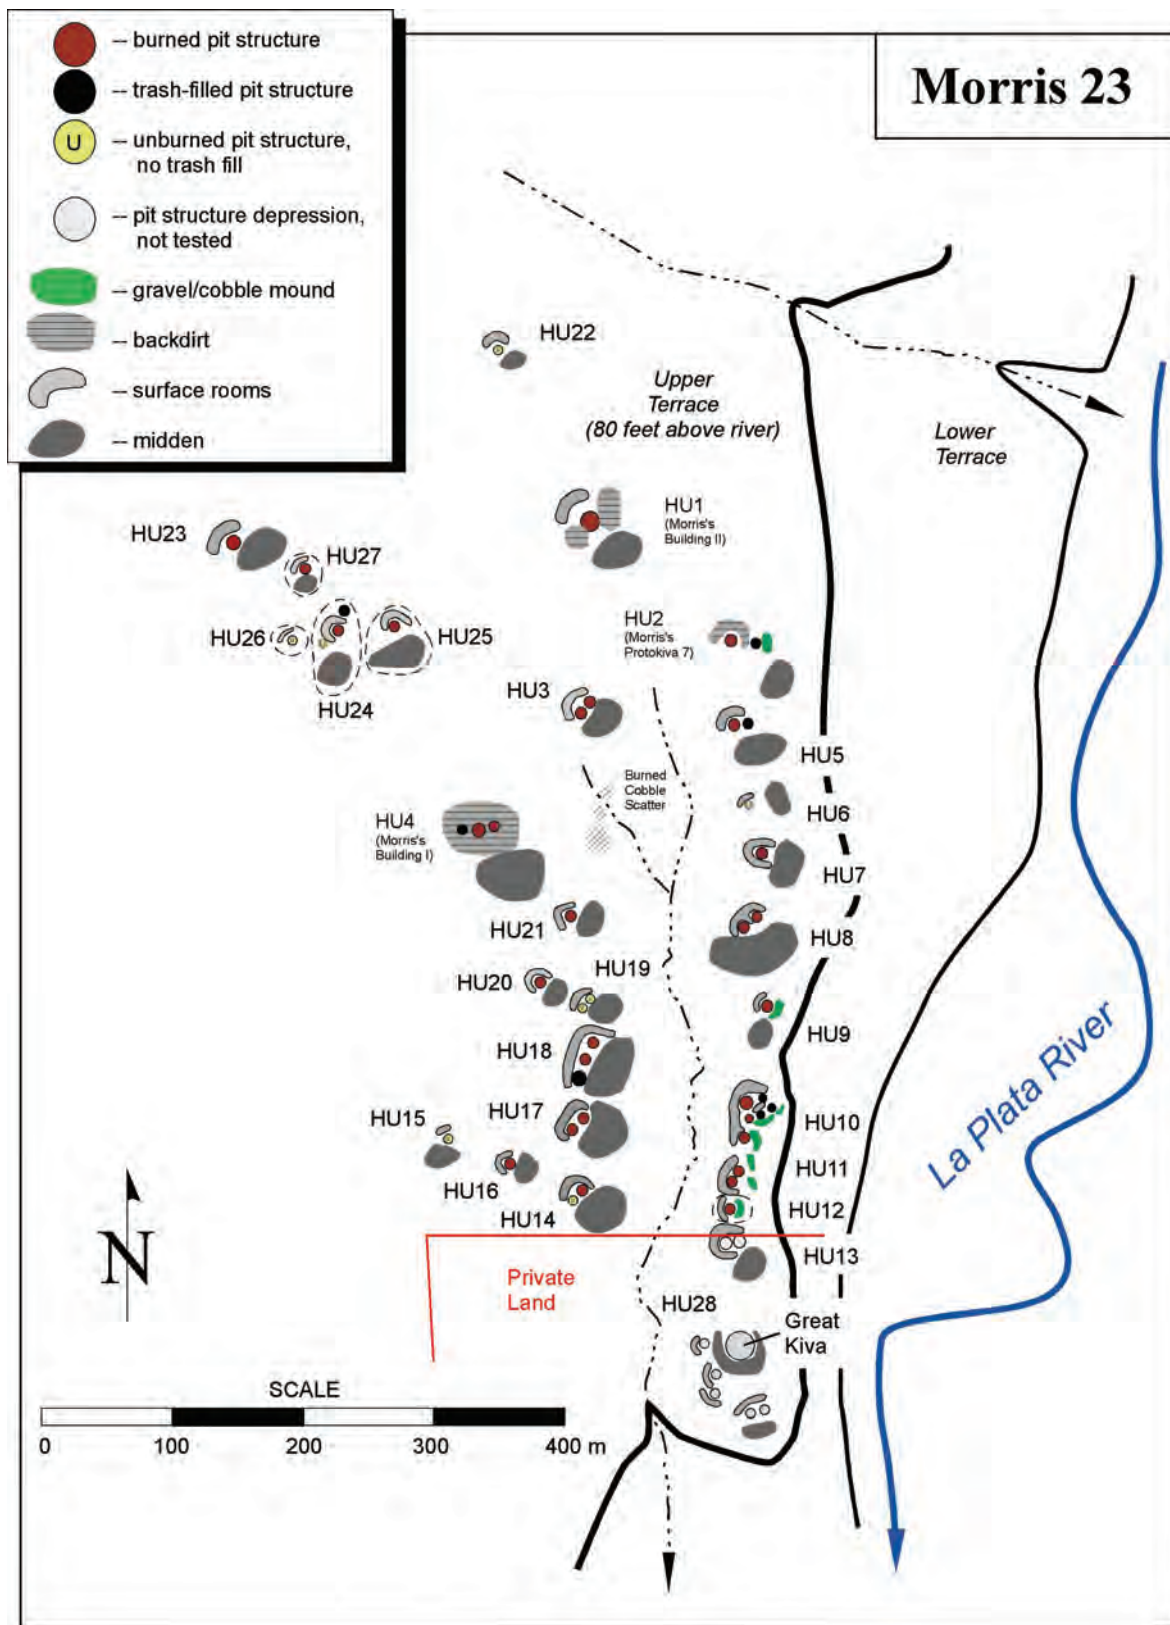 Morris 23
-- burned pit structure
-- trash-filled pit structure
U
-- unburned pit structure,
no trash fill
-- pit structure depression,
not tested
-- gravel/cobble mound
-- backdirt
-- surface rooms
-- midden
HU22
Upper
Terrace
(80 feet above river)
Lower
Terrace
HU1
(Morris's
Building II)
HU23
HU27
HU2
(Morris's
Protokiva 7)
HU26
HU25
HU24
HU3
HU5
Burned
Cobble
Scatter
HU6
HU4
(Morris's
Building I)
HU7
HU21
HU8
HU20
HU19
HU9
HU18
La Plata River
HU15
HU17
HU10
HU16
HU11
HU14
HU12
HU13
N
Private
Land
HU28
Great
Kiva
SCALE
0 100 200 300 400 m